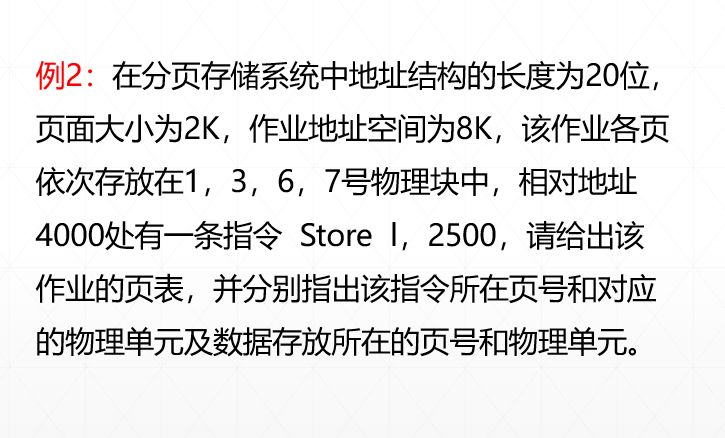 例2：在分页存储系统中地址结构的长度为20位，
页面大小为2K，作业地址空间为8K，该作业各页
依次存放在1，3，6，7号物理块中，相对地址
4000处有一条指令 Store l，2500，请给出该
作业的页表，并分别指出该指令所在页号和对应
的物理单元及数据存放所在的页号和物理单元。